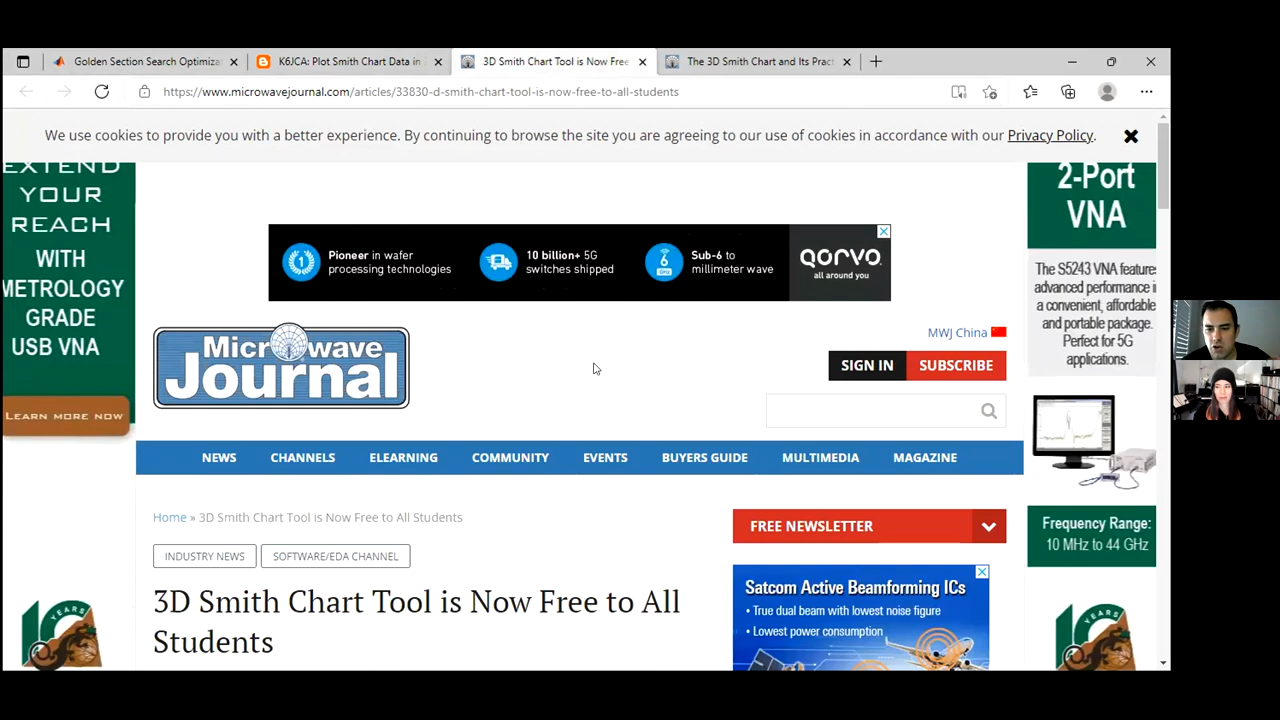 Golden Section Search Optimiza
K6JCA: Plot Smith Chart Data in
3D Smith Chart Tool is Now Free
The 3D Smith Chart and Its Pract
https://www.microwavejournal.com/articles/33830-d-smith-chart-tool-is-now-free-to-all-students
We use cookies to provide you with a better experience. By continuing to browse the site you are agreeing to our use of cookies in accordance with our Privacy Policy.
EXTEND
YOUR
REACH
WITH
METROLOGY
GRADE
USB VNA
LEARN MORE NOW
Pioneer in wafer
processing technologies
10 billion+ 5G
switches shipped
6
GHz
Sub-6 to
millimeter wave
QORVO
all around you
2-Port
VNA
The S5243 VNA features
advanced performance i
a convenient, affordable
and portable package.
Perfect for 5G
applications.
Frequency Range:
10 MHz to 44 GHz
Microwave
Journal
MWJ China
SIGN IN
SUBSCRIBE
NEWS CHANNELS ELEARNING COMMUNITY EVENTS BUYERS GUIDE MULTIMEDIA MAGAZINE
Home » 3D Smith Chart Tool is Now Free to All Students
INDUSTRY NEWS
SOFTWARE/EDA CHANNEL
3D Smith Chart Tool is Now Free to All
Students
FREE NEWSLETTER
Satcom Active Beamforming ICs
• True dual beam with lowest noise figure
• Lowest power consumption
10
YEARS
10
YEARS